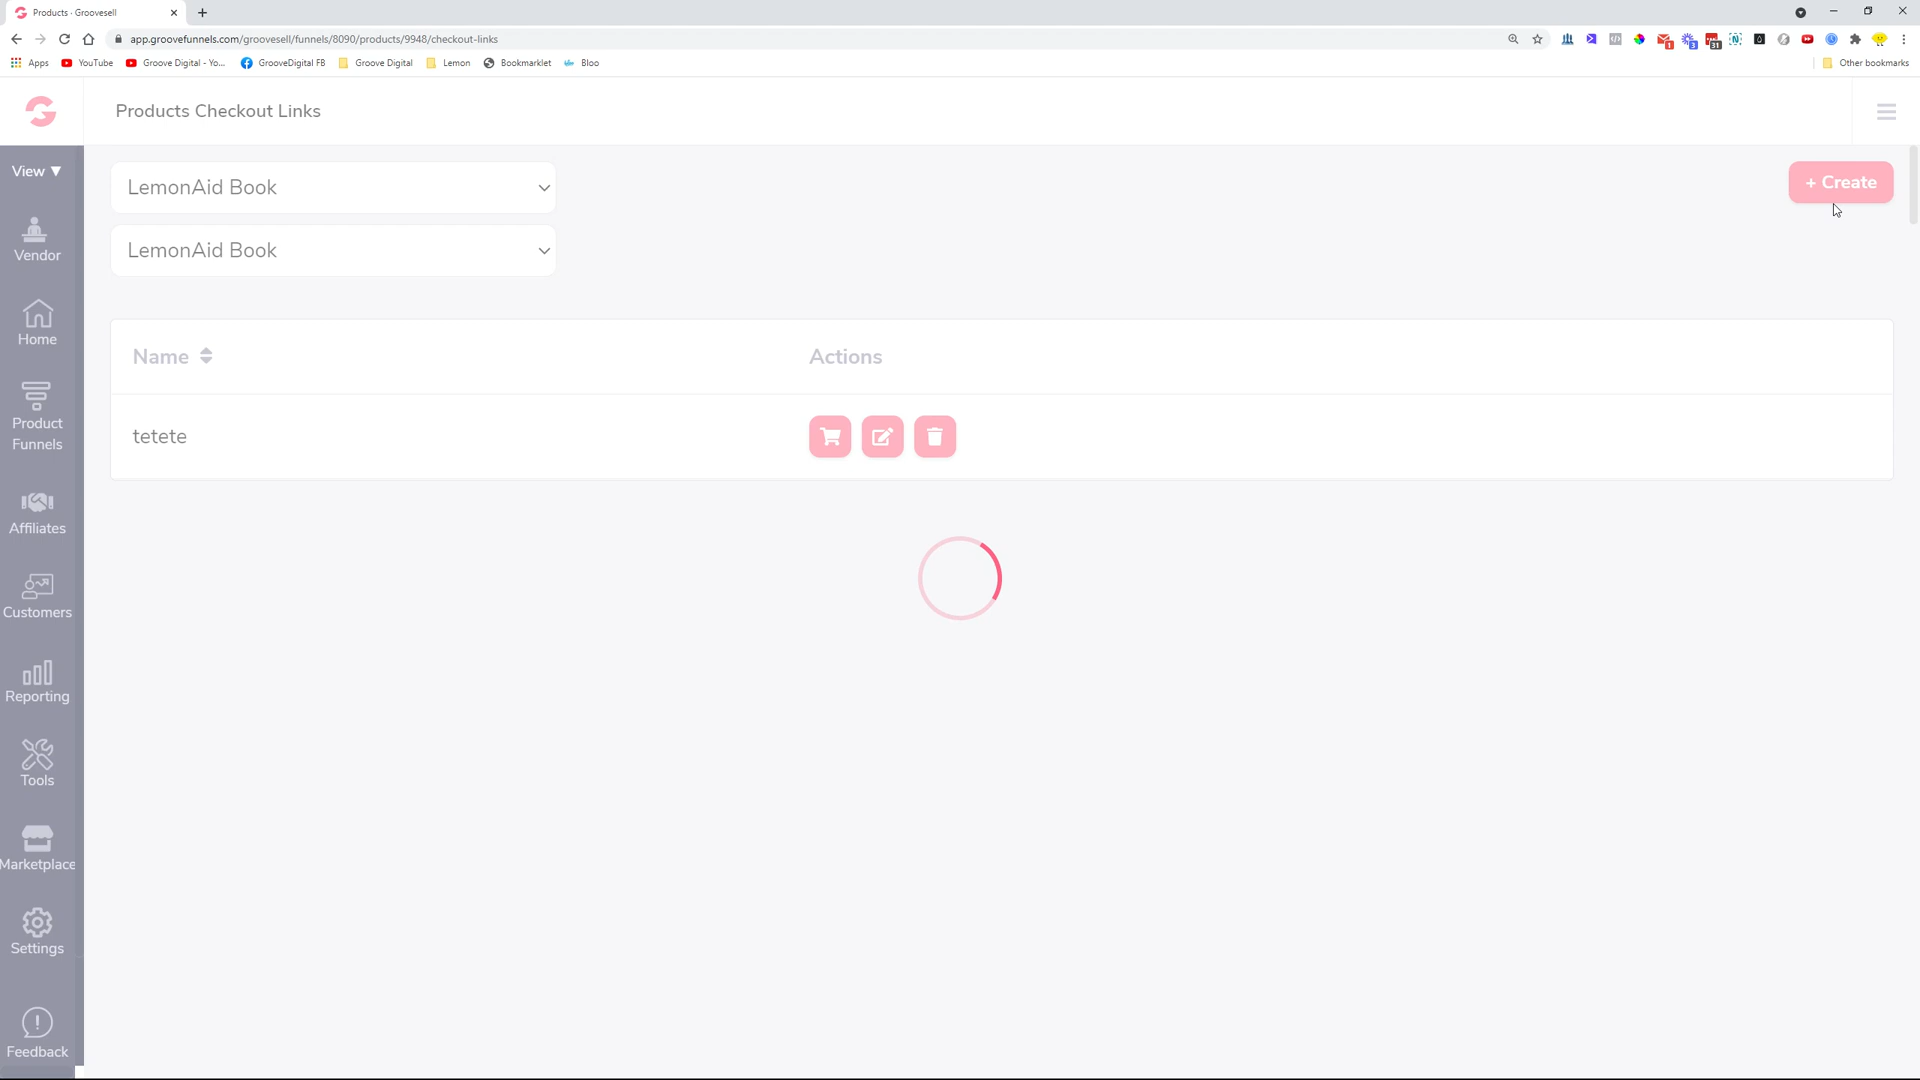 Products - Groovesell
app.groovefunnels.com/groovesell/funnels/8090/products/9948/checkout-links
Apps
YouTube
Groove Digital - Yo...
GrooveDigital FB
Groove Digital
Lemon
Bookmarklet
Bloo
Other bookmarks
Products Checkout Links
View ▼
LemonAid Book
+ Create
LemonAid Book
Vendor
Home
Name
Actions
Product
Funnels
tetete
Affiliates
Customers
Reporting
Tools
Marketplace
Settings
Feedback